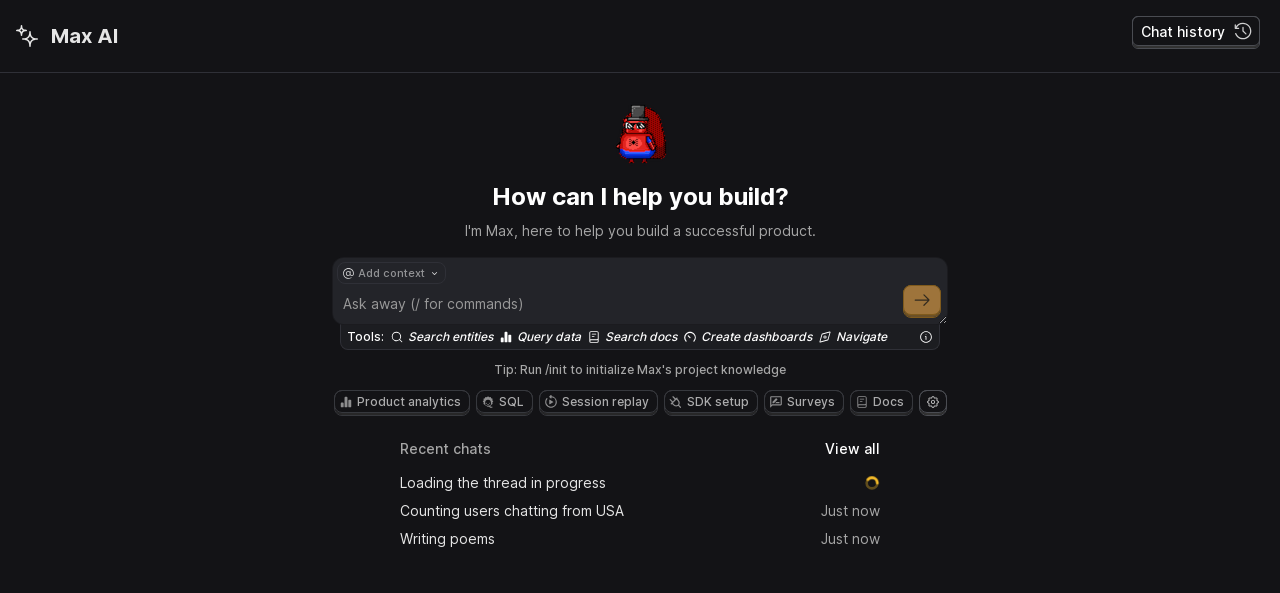 Max AI
Chat history
How can I help you build?
I'm Max, here to help you build a successful product.
@ Add context
Ask away (/ for commands)
Tools: Search entities Query data Search docs Create dashboards Navigate
Tip: Run /init to initialize Max's project knowledge
Product analytics SQL Session replay SDK setup Surveys Docs
Recent chats View all
Loading the thread in progress
Counting users chatting from USA Just now
Writing poems Just now